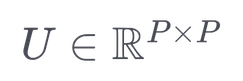 U ∈ ℝ^{P×P}